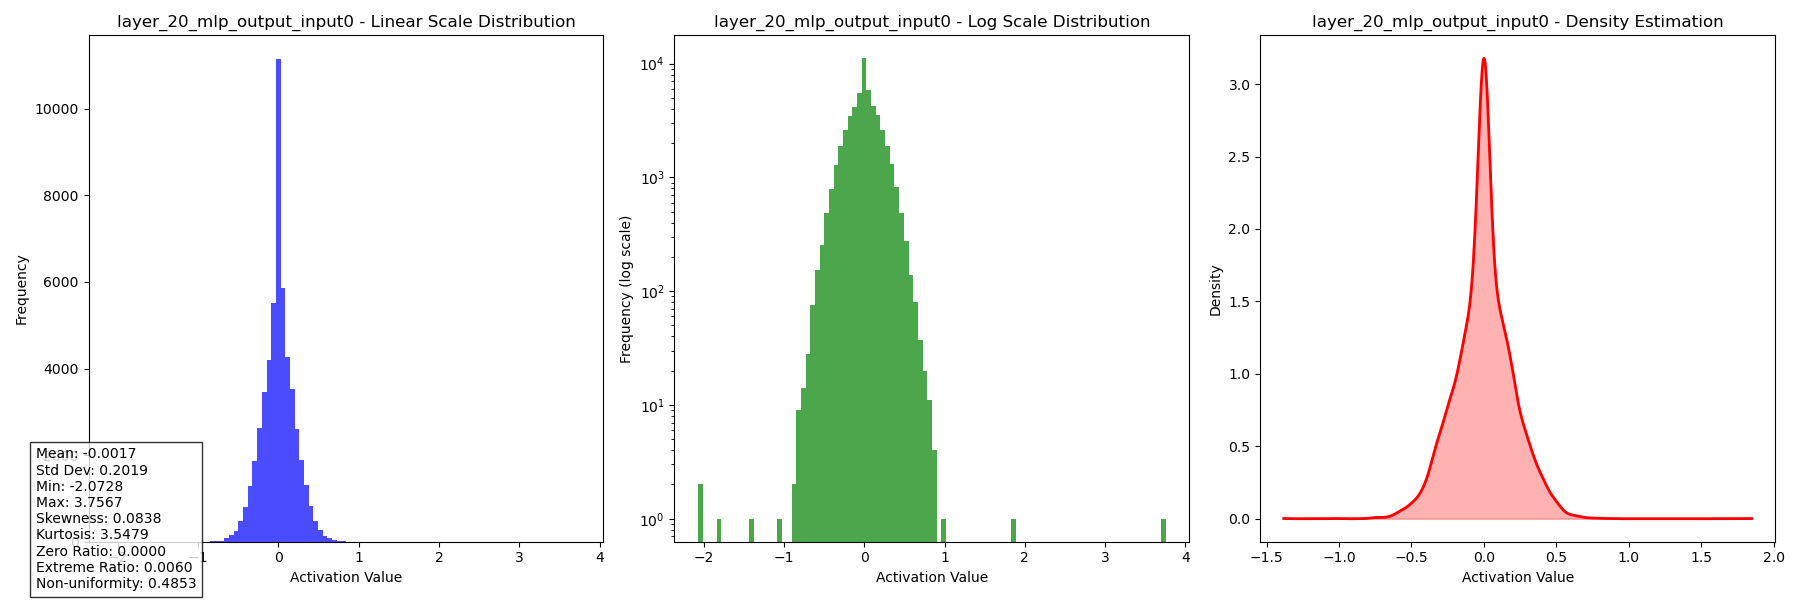 layer_20_mlp_output_input0 - Linear Scale Distribution
Frequency
10000
8000
6000
4000
Mean: -0.0017
Std Dev: 0.2019
Min: -2.0728
Max: 3.7567
Skewness: 0.0838
Kurtosis: 3.5479
Zero Ratio: 0.0000
Extreme Ratio: 0.0060
Non-uniformity: 0.4853
0 1 2 3 4
Activation Value
layer_20_mlp_output_input0 - Log Scale Distribution
Frequency (log scale)
10⁴
10³
10²
10¹
10⁰
−2 −1 0 1 2 3 4
Activation Value
layer_20_mlp_output_input0 - Density Estimation
Density
3.0
2.5
2.0
1.5
1.0
0.5
0.0
−1.5 −1.0 −0.5 0.0 0.5 1.0 1.5 2.0
Activation Value